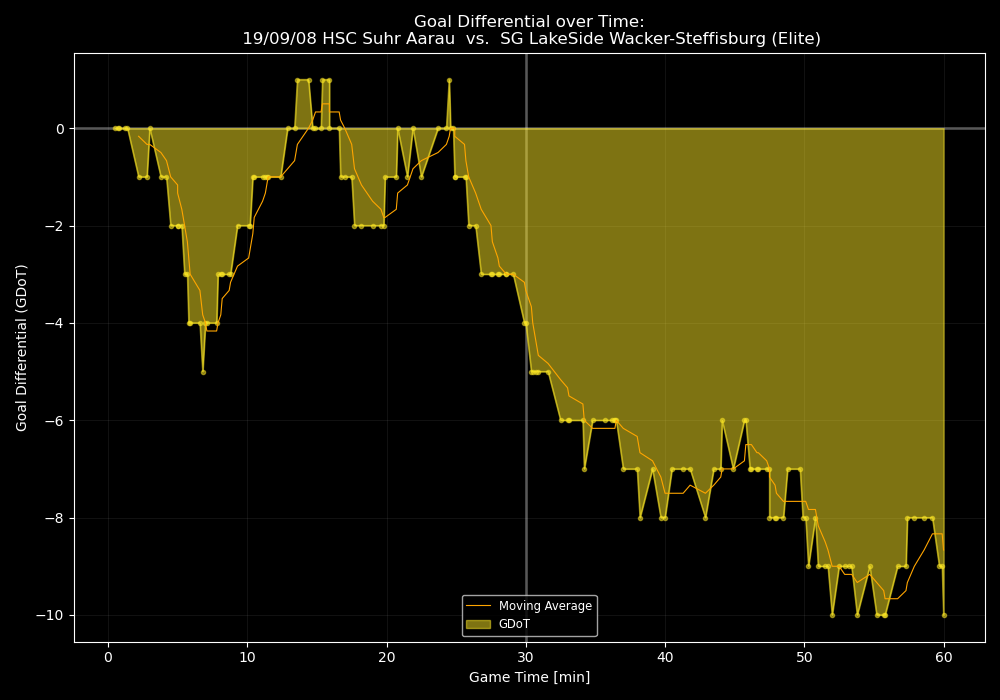 Goal Differential over Time:
19/09/08 HSC Suhr Aarau  vs.  SG LakeSide Wacker-Steffisburg (Elite)
Goal Differential (GDoT)
0
−2
−4
−6
−8
−10
Moving Average
GDoT
0 10 20 30 40 50 60
Game Time [min]